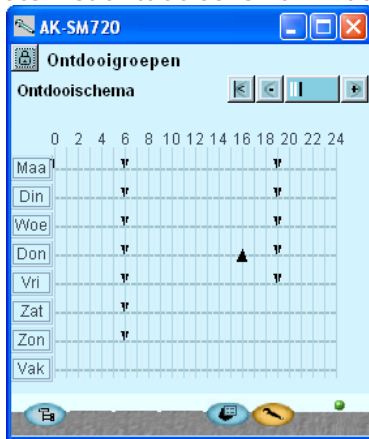 AK-SM720
Ontdooigroepen
Ontdooischema
0 2 4 6 8 10 12 14 16 18 20 22 24
Maa
Din
Woe
Don
Vri
Zat
Zon
Vak